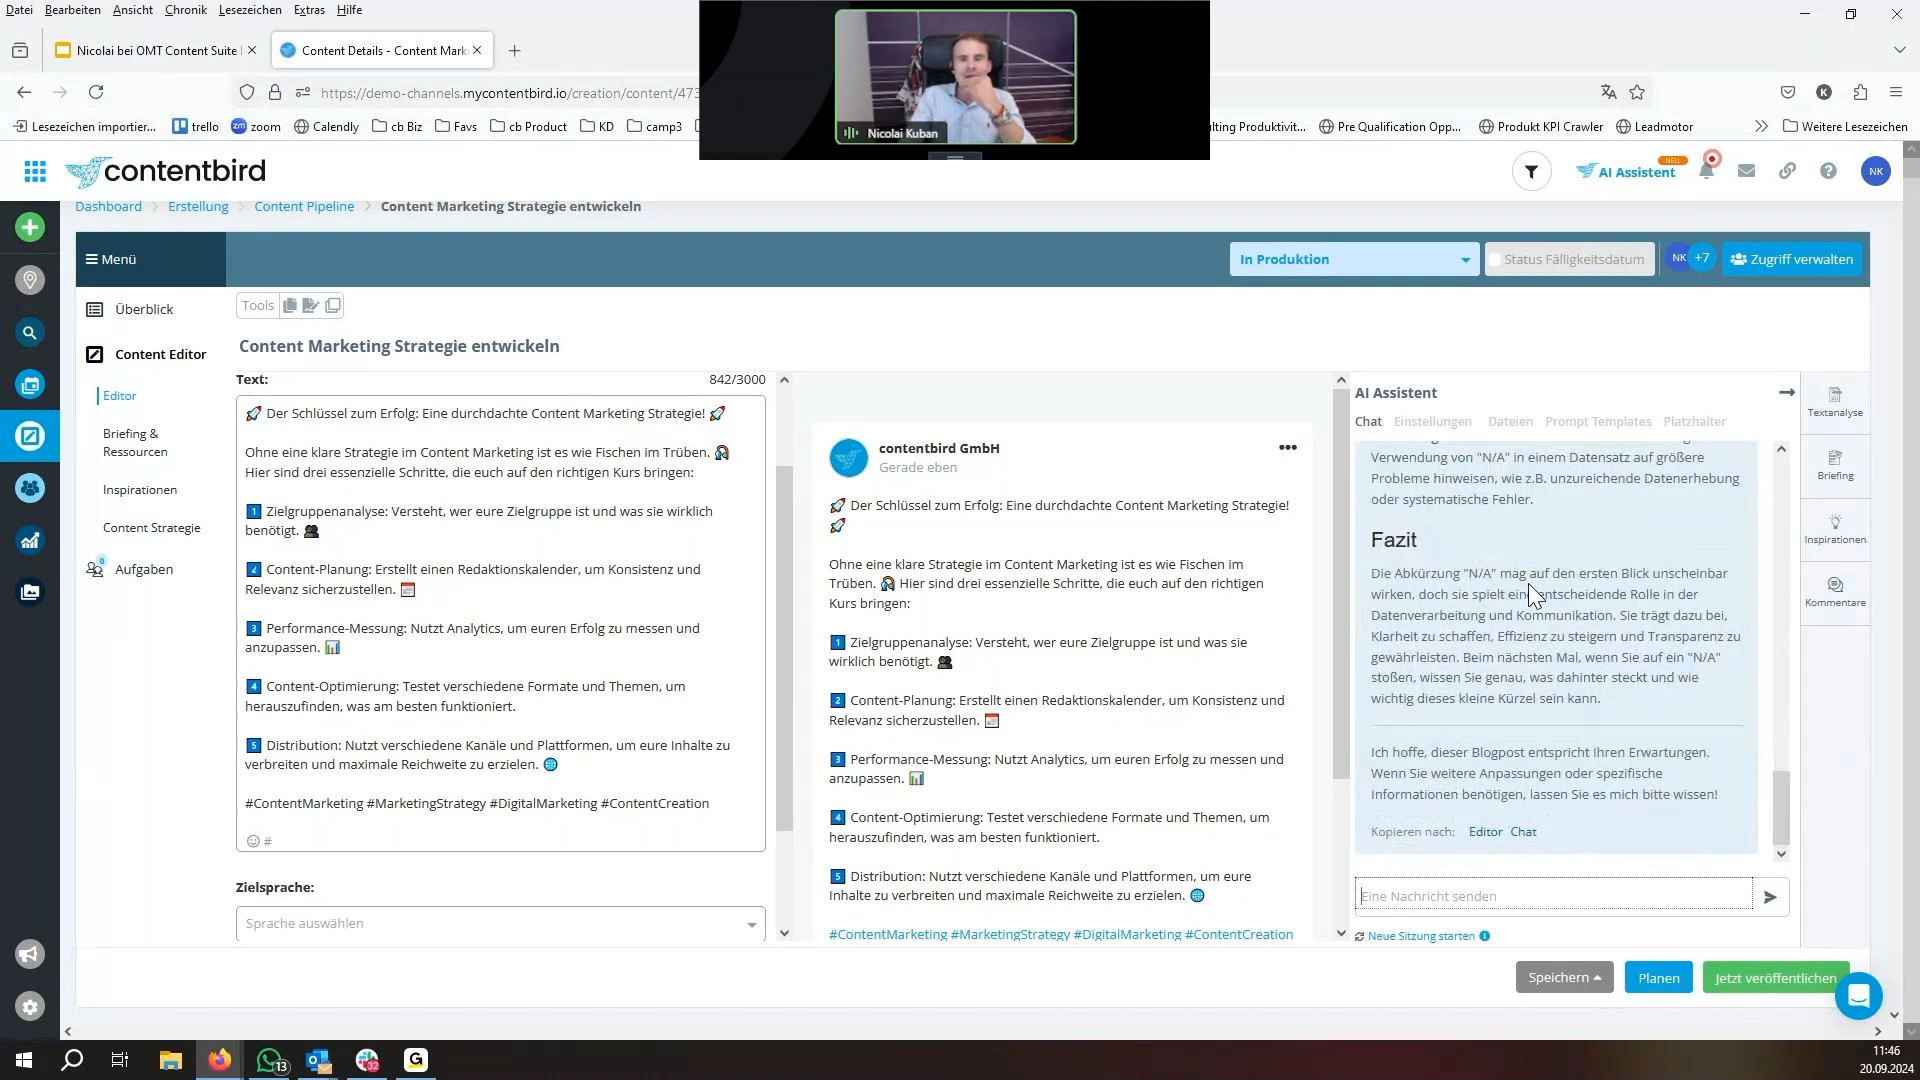 Datei Bearbeiten Ansicht Chronik Lesezeichen Extras Hilfe
Nicolai bei OMT Content Suite
Content Details - Content Mark
https://demo-channels.mycontentbird.io/creation/content/473
Nicolai Kuban
K
Lesezeichen importier... trello zoom Calendly cb Biz Favs cb Product KD camp3
Pre Qualification Opp... Produkt KPI Crawler Leadmotor Weitere Lesezeichen
contentbird
NEU
AI Assistent
NK
Dashboard Erstellung Content Pipeline Content Marketing Strategie entwickeln
Menü
In Produktion
Status Fälligkeitsdatum
NK +7
Zugriff verwalten
Überblick
Content Editor
Editor
Briefing &
Ressourcen
Inspirationen
Content Strategie
0
Aufgaben
Tools
Content Marketing Strategie entwickeln
Text: 842/3000
🚀 Der Schlüssel zum Erfolg: Eine durchdachte Content Marketing Strategie! 🚀
Ohne eine klare Strategie im Content Marketing ist es wie Fischen im Trüben.
Hier sind drei essenzielle Schritte, die euch auf den richtigen Kurs bringen:
1 Zielgruppenanalyse: Versteht, wer eure Zielgruppe ist und was sie wirklich
benötigt. 👥
2 Content-Planung: Erstellt einen Redaktionskalender, um Konsistenz und
Relevanz sicherzustellen. 📅
3 Performance-Messung: Nutzt Analytics, um euren Erfolg zu messen und
anzupassen. 📊
4 Content-Optimierung: Testet verschiedene Formate und Themen, um
herauszufinden, was am besten funktioniert.
5 Distribution: Nutzt verschiedene Kanäle und Plattformen, um eure Inhalte zu
verbreiten und maximale Reichweite zu erzielen. 🌐
#ContentMarketing #MarketingStrategy #DigitalMarketing #ContentCreation
#
Zielsprache:
Sprache auswählen
contentbird GmbH
Gerade eben
🚀 Der Schlüssel zum Erfolg: Eine durchdachte Content Marketing Strategie!
🚀
Ohne eine klare Strategie im Content Marketing ist es wie Fischen im
Trüben. Hier sind drei essenzielle Schritte, die euch auf den richtigen
Kurs bringen:
1 Zielgruppenanalyse: Versteht, wer eure Zielgruppe ist und was sie
wirklich benötigt. 👥
2 Content-Planung: Erstellt einen Redaktionskalender, um Konsistenz und
Relevanz sicherzustellen. 📅
3 Performance-Messung: Nutzt Analytics, um euren Erfolg zu messen und
anzupassen. 📊
4 Content-Optimierung: Testet verschiedene Formate und Themen, um
herauszufinden, was am besten funktioniert.
5 Distribution: Nutzt verschiedene Kanäle und Plattformen, um eure
Inhalte zu verbreiten und maximale Reichweite zu erzielen. 🌐
#ContentMarketing #MarketingStrategy #DigitalMarketing #ContentCreation
AI Assistent
Chat Einstellungen Dateien Prompt Templates Platzhalter
Verwendung von "N/A" in einem Datensatz auf größere
Probleme hinweisen, wie z.B. unzureichende Datenerhebung
oder systematische Fehler.
Fazit
Die Abkürzung "N/A" mag auf den ersten Blick unscheinbar
wirken, doch sie spielt eine entscheidende Rolle in der
Datenverarbeitung und Kommunikation. Sie trägt dazu bei,
Klarheit zu schaffen, Effizienz zu steigern und Transparenz zu
gewährleisten. Beim nächsten Mal, wenn Sie auf ein "N/A"
stoßen, wissen Sie genau, was dahinter steckt und wie
wichtig dieses kleine Kürzel sein kann.
Ich hoffe, dieser Blogpost entspricht Ihren Erwartungen.
Wenn Sie weitere Anpassungen oder spezifische
Informationen benötigen, lassen Sie es mich bitte wissen!
Kopieren nach: Editor Chat
Eine Nachricht senden
Neue Sitzung starten
Textanalyse
Briefing
Inspirationen
Kommentare
Speichern
Planen
Jetzt veröffentlichen
13
32
G
11:46
20.09.2024